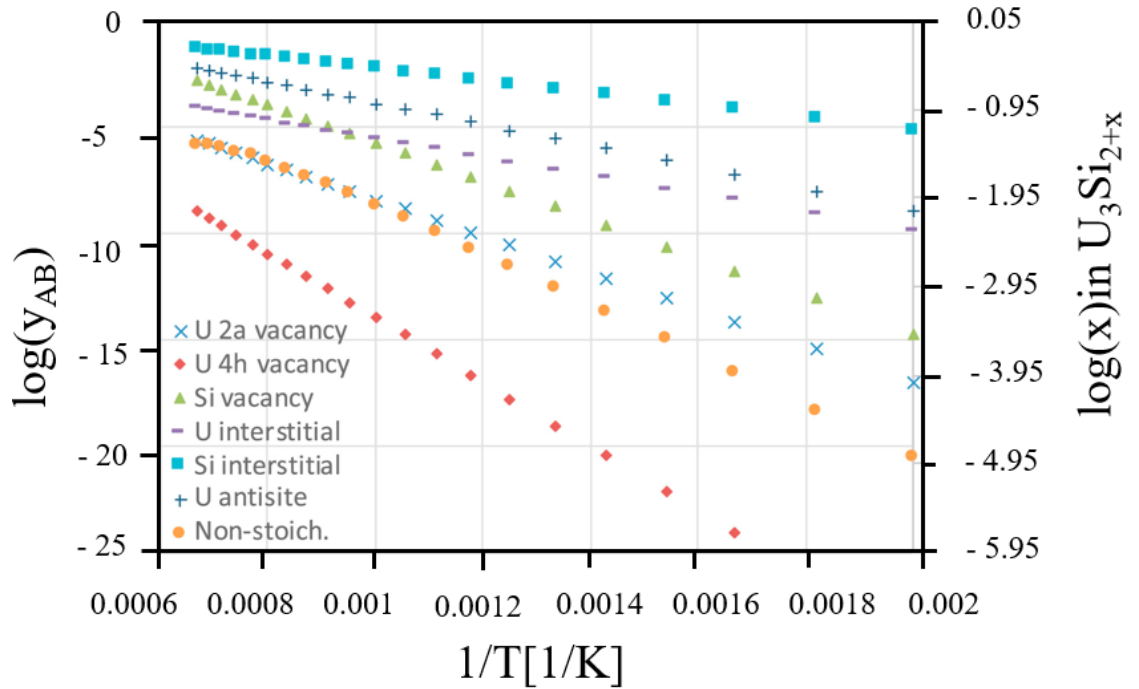 0
-5
-10
-15
- 20
- 25
log(y_AB)
0.05
- 0.95
- 1.95
- 2.95
- 3.95
- 4.95
- 5.95
log(x)in U₃Si₂₊ₓ
U 2a vacancy
U 4h vacancy
Si vacancy
U interstitial
Si interstitial
U antisite
Non-stoich.
0.0006 0.0008 0.001 0.0012 0.0014 0.0016 0.0018 0.002
1/T[1/K]